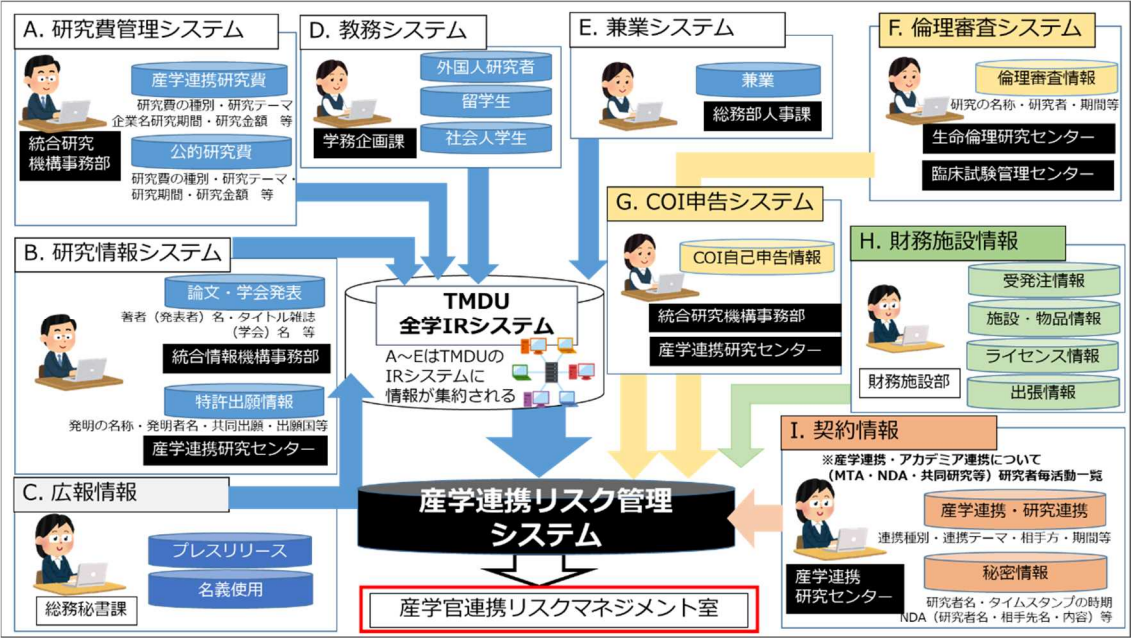 A. 研究費管理システム
産学連携研究費
研究費の種別・研究テーマ
企業名研究期間・研究金額　等
統合研究
機構事務部
公的研究費
研究費の種別・研究テーマ・
研究期間・研究金額　等
D. 教務システム
外国人研究者
留学生
社会人学生
学務企画課
E. 兼業システム
兼業
総務部人事課
F. 倫理審査システム
倫理審査情報
研究の名称・研究者・期間等
生命倫理研究センター
臨床試験管理センター
B. 研究情報システム
論文・学会発表
著者（発表者）名・タイトル雑誌
（学会）名　等
統合情報機構事務部
特許出願情報
発明の名称・発明者名・共同出願・出願国等
産学連携研究センター
TMDU
全学IRシステム
A～EはTMDUの
IRシステムに
情報が集約される
G. COI申告システム
COI自己申告情報
統合研究機構事務部
産学連携研究センター
H. 財務施設情報
受発注情報
施設・物品情報
ライセンス情報
出張情報
財務施設部
C. 広報情報
プレスリリース
名義使用
総務秘書課
産学連携リスク管理
システム
産学官連携リスクマネジメント室
I. 契約情報
※産学連携・アカデミア連携について
（MTA・NDA・共同研究等）研究者毎活動一覧
産学連携・研究連携
連携種別・連携テーマ・相手方・期間等
秘密情報
産学連携
研究センター
研究者名・タイムスタンプの時期
NDA（研究者名・相手先名・内容）等